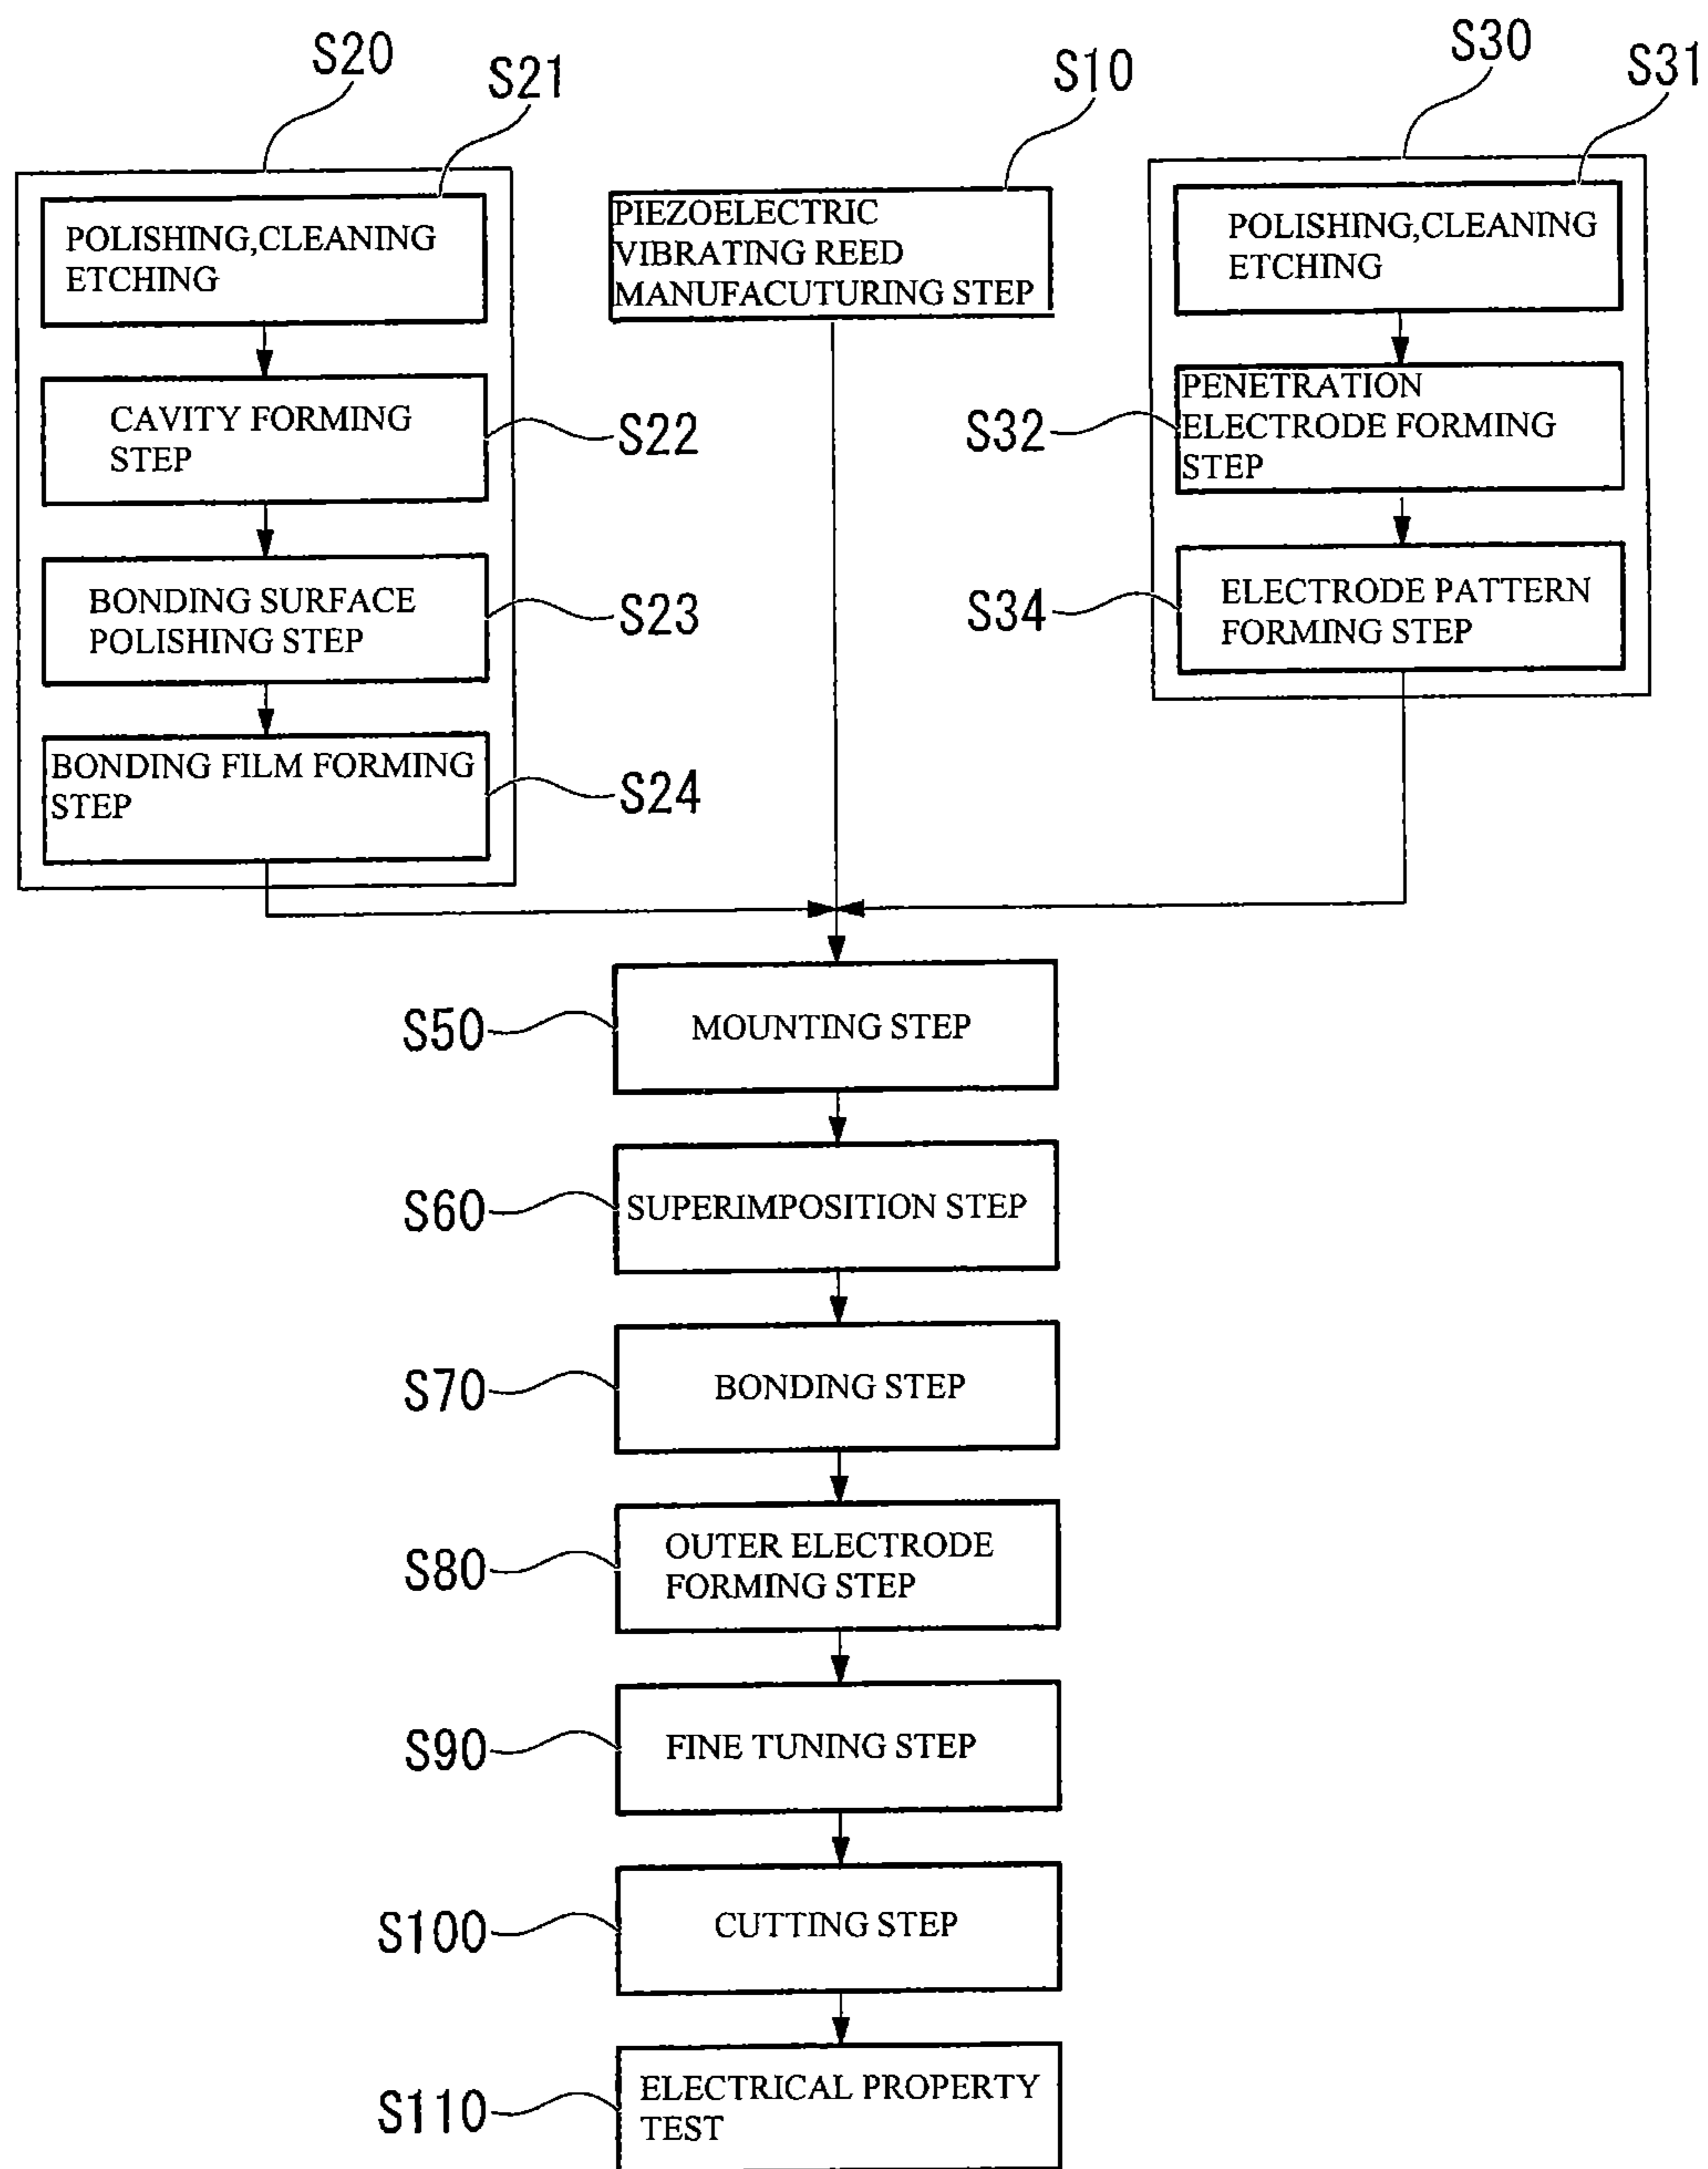 S20
S21
S10
S30
S31
POLISHING,CLEANING
ETCHING
PIEZOELECTRIC
VIBRATING REED
MANUFACUTURING STEP
POLISHING,CLEANING
ETCHING
CAVITY FORMING
STEP
S22
S32
PENETRATION
ELECTRODE FORMING
STEP
BONDING SURFACE
POLISHING STEP
S23
S34
ELECTRODE PATTERN
FORMING STEP
BONDING FILM FORMING
STEP
S24
S50
MOUNTING STEP
S60
SUPERIMPOSITION STEP
S70
BONDING STEP
S80
OUTER ELECTRODE
FORMING STEP
S90
FINE TUNING STEP
S100
CUTTING STEP
S110
ELECTRICAL PROPERTY
TEST